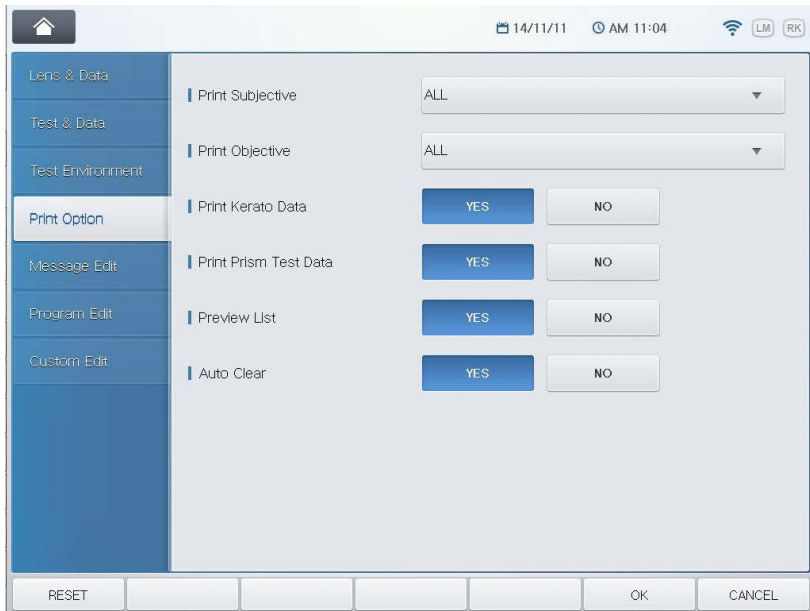 14/11/11 AM 11:04 LM RK
Lens & Data
Test & Data
Test Environment
Print Option
Message Edit
Program Edit
Custom Edit
Print Subjective ALL
Print Objective ALL
Print Kerato Data YES NO
Print Prism Test Data YES NO
Preview List YES NO
Auto Clear YES NO
RESET OK CANCEL